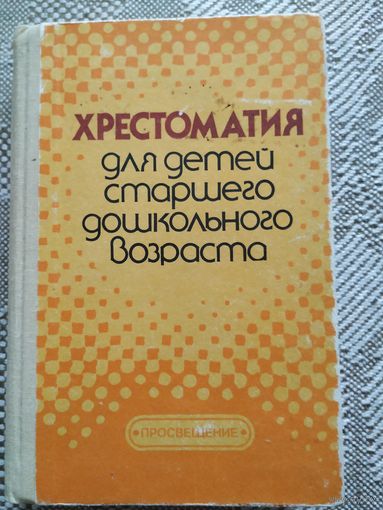 ХРЕСТОМАТИЯ
для детей
старшего
дошкольного
возраста
ПРОСВЕЩЕНИЕ